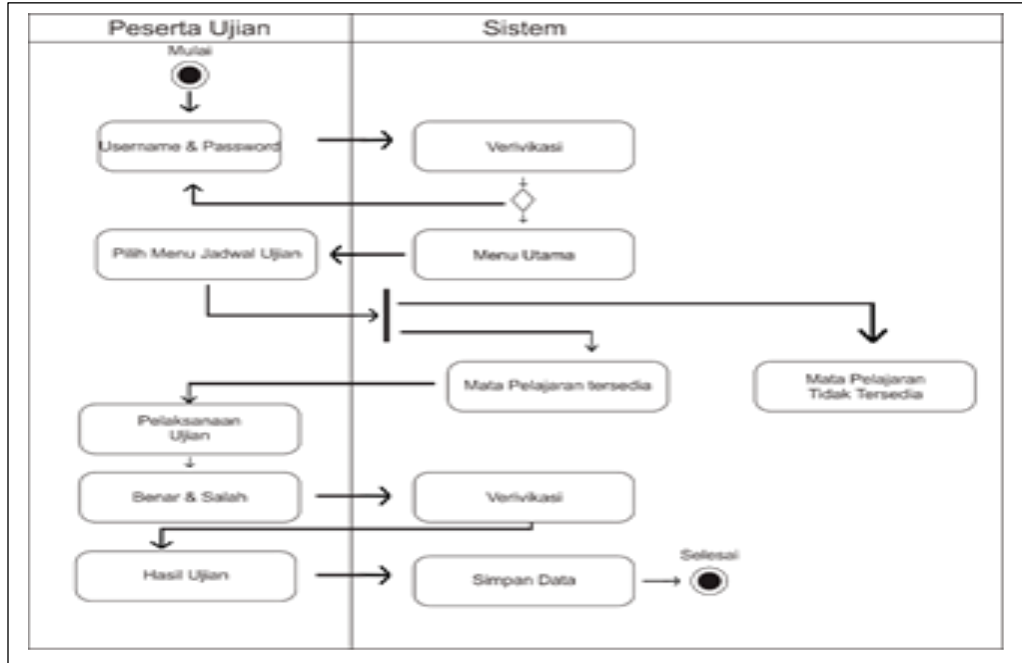 Peserta Ujian
Sistem
Mulai
Username & Password
Verivikasi
Pilih Menu Jadwal Ujian
Menu Utama
Mata Pelajaran tersedia
Mata Pelajaran
Tidak Tersedia
Pelaksanaan
Ujian
Benar & Salah
Verivikasi
Hasil Ujian
Simpan Data
Selesai